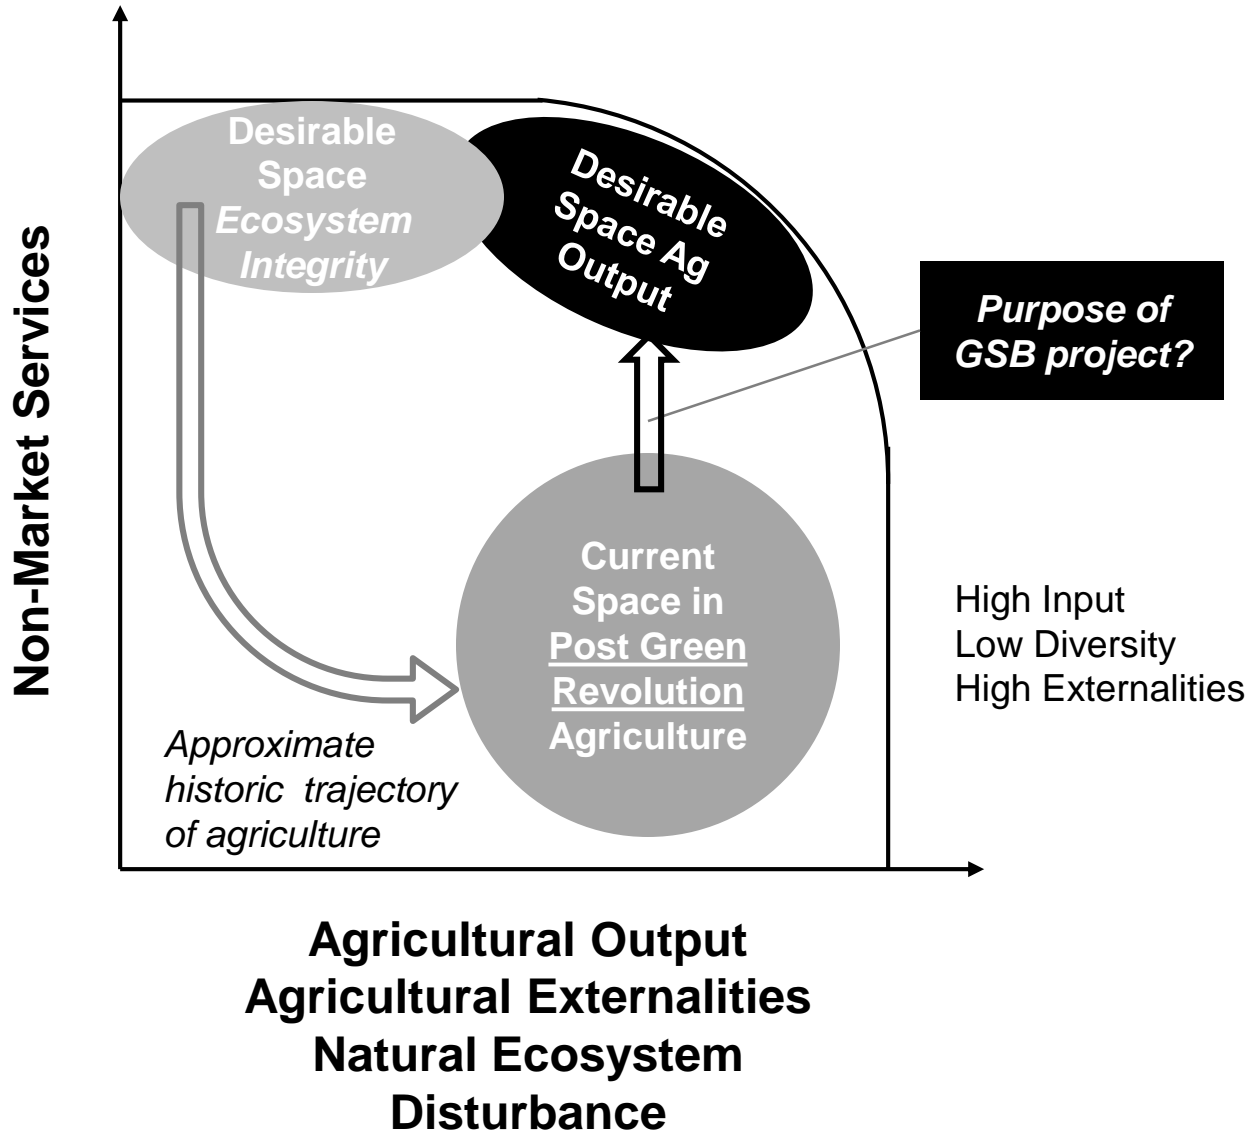 Non-Market Services
Desirable
Space
Ecosystem
Integrity
Desirable
Space Ag
Output
Purpose of
GSB project?
Current
Space in
Post Green
Revolution
Agriculture
High Input
Low Diversity
High Externalities
Approximate
historic trajectory
of agriculture
Agricultural Output
Agricultural Externalities
Natural Ecosystem
Disturbance